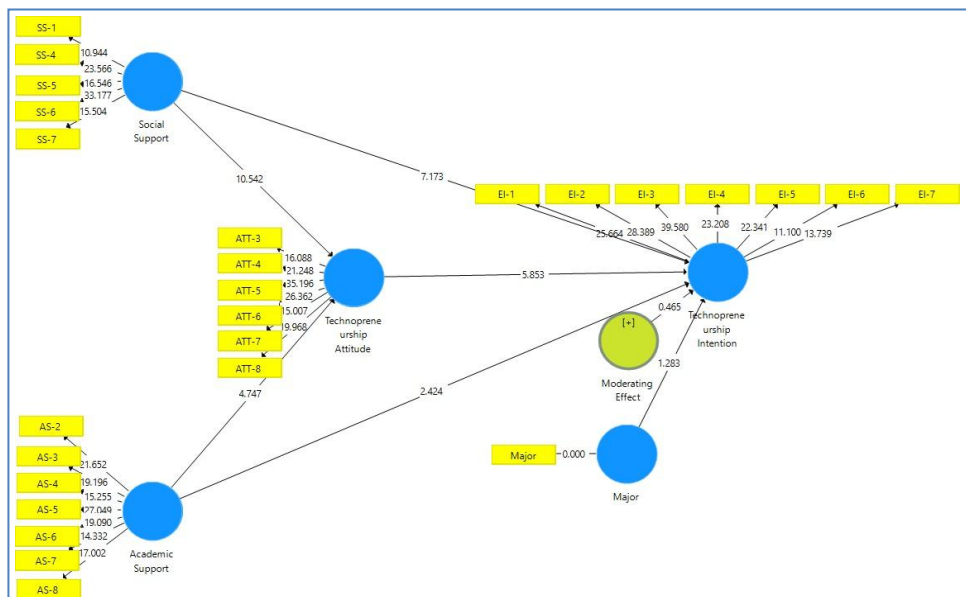 SS-1
SS-4
SS-5
SS-6
SS-7
10.944
23.566
16.546
33.177
15.504
Social
Support
10.542
7.173
EI-1
EI-2
EI-3
EI-4
EI-5
EI-6
EI-7
25.664
28.389
39.580
23.208
22.341
11.100
13.739
ATT-3
ATT-4
ATT-5
ATT-6
ATT-7
ATT-8
16.088
21.248
35.196
26.362
15.007
19.968
Technoprene
urship
Attitude
5.853
Technoprene
urship
Intention
0.465
[+]
Moderating
Effect
1.283
4.747
2.424
AS-2
AS-3
AS-4
AS-5
AS-6
AS-7
AS-8
21.652
19.196
15.255
27.049
19.090
14.332
17.002
Academic
Support
Major
0.000
Major